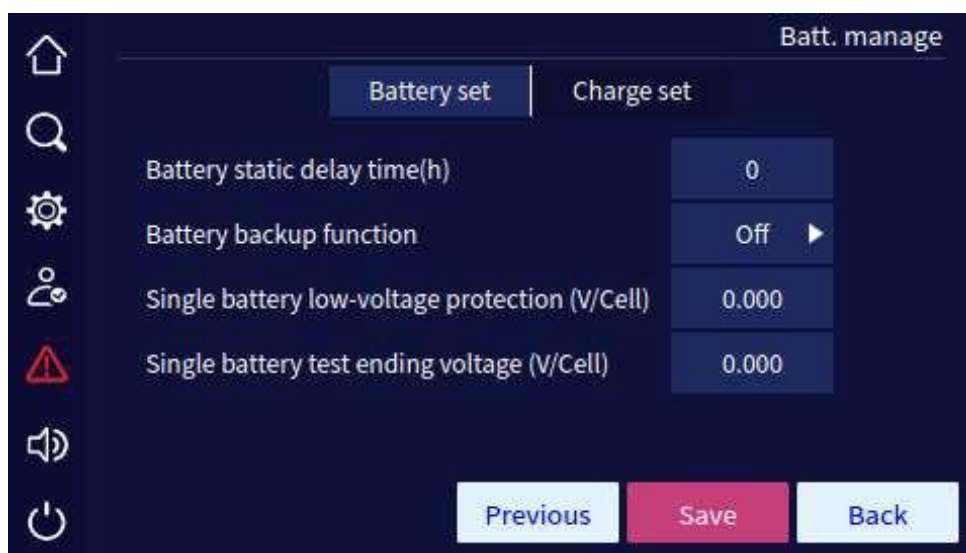 Batt. manage
Battery set Charge set
Battery static delay time(h) 0
Battery backup function Off
Single battery low-voltage protection (V/Cell) 0.000
Single battery test ending voltage (V/Cell) 0.000
Previous Save Back